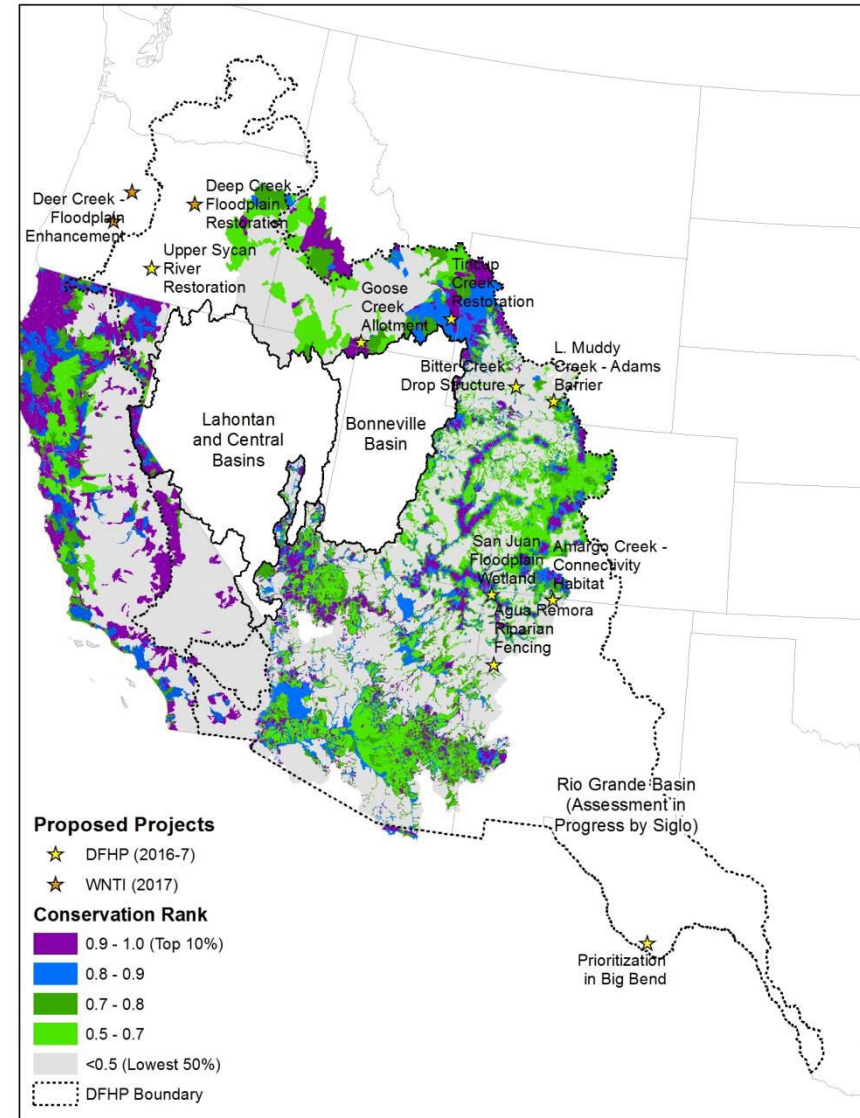 Deer Creek -
Floodplain
Enhancement
Deep Creek -
Floodplain
Restoration
Upper Sycan
River
Restoration
Goose
Creek
Allotment
Tincup
Creek
Restoration
Bitter Creek -
Drop Structure
L. Muddy
Creek - Adams
Barrier
Lahontan
and Central
Basins
Bonneville
Basin
San Juan
Floodplain
Wetland
Amargo Creek -
Connectivity
Habitat
Agua Remora
Riparian
Fencing
Rio Grande Basin
(Assessment in
Progress by Siglo)
Prioritization
in Big Bend
Proposed Projects
DFHP (2016-7)
WNTI (2017)
Conservation Rank
0.9 - 1.0 (Top 10%)
0.8 - 0.9
0.7 - 0.8
0.5 - 0.7
<0.5 (Lowest 50%)
DFHP Boundary